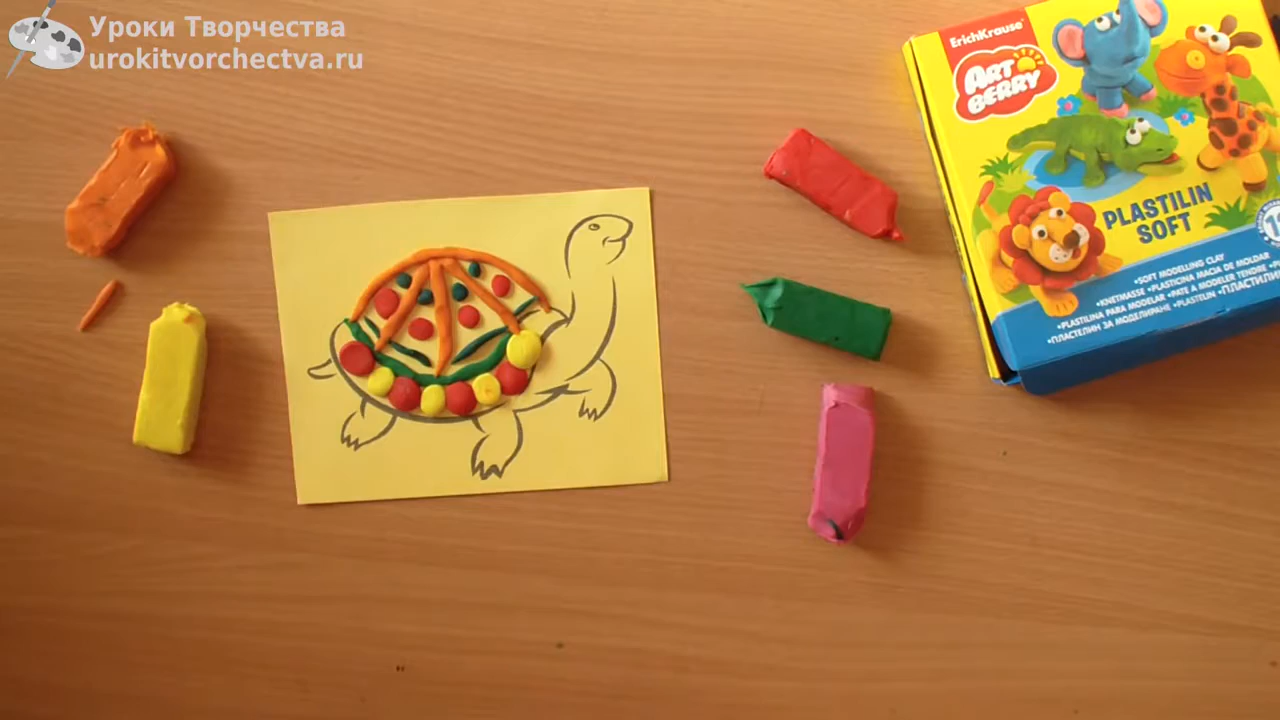 Уроки Творчества
urokitvorchectva.ru
ErichKrause
ART
BERRY
PLASTILIN
SOFT
•SOFT MODELLING CLAY
•KNETMASSE •PLASTICINA MACIA DE MOLDAR
•PLASTILINA PARA MODELAR •PATE A MODELER TENDRE
•ПЛАСТЕЛИН ЗА МОДЕЛИРАНЕ •PLASTELIN